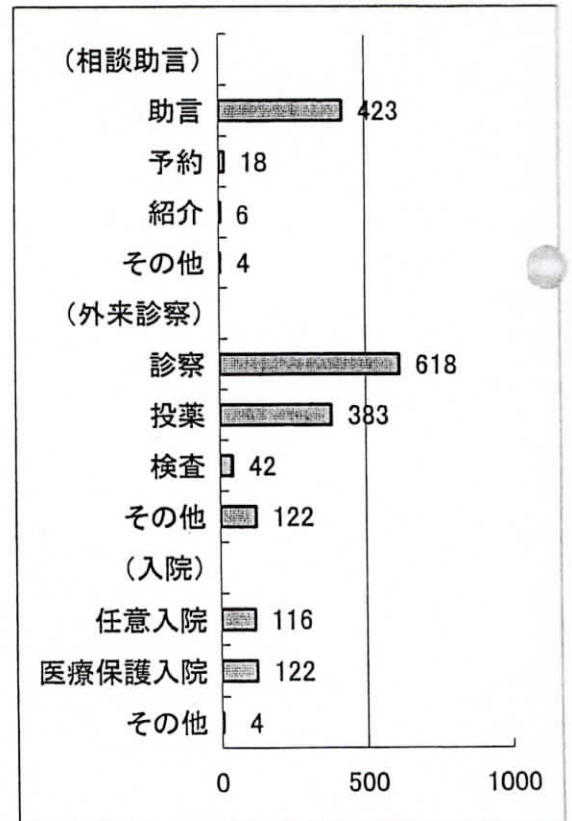 （相談助言）
助言 423
予約 18
紹介 6
その他 4
（外来診察）
診察 618
投薬 383
検査 42
その他 122
（入院）
任意入院 116
医療保護入院 122
その他 4
0 500 1000